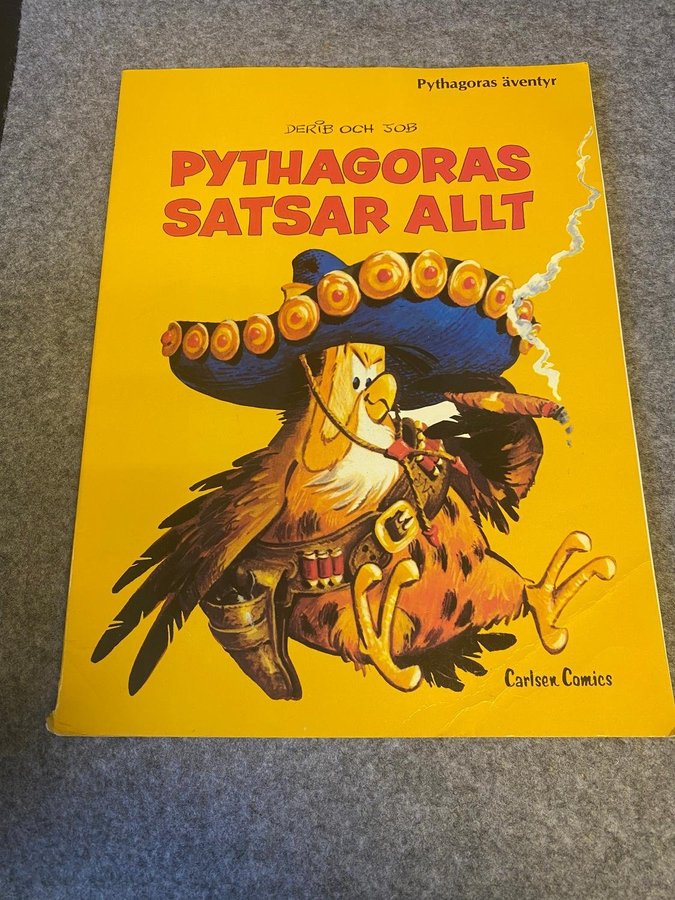 Pythagoras äventyr
DERIB OCH JOB
PYTHAGORAS
SATSAR ALLT
Carlsen Comics